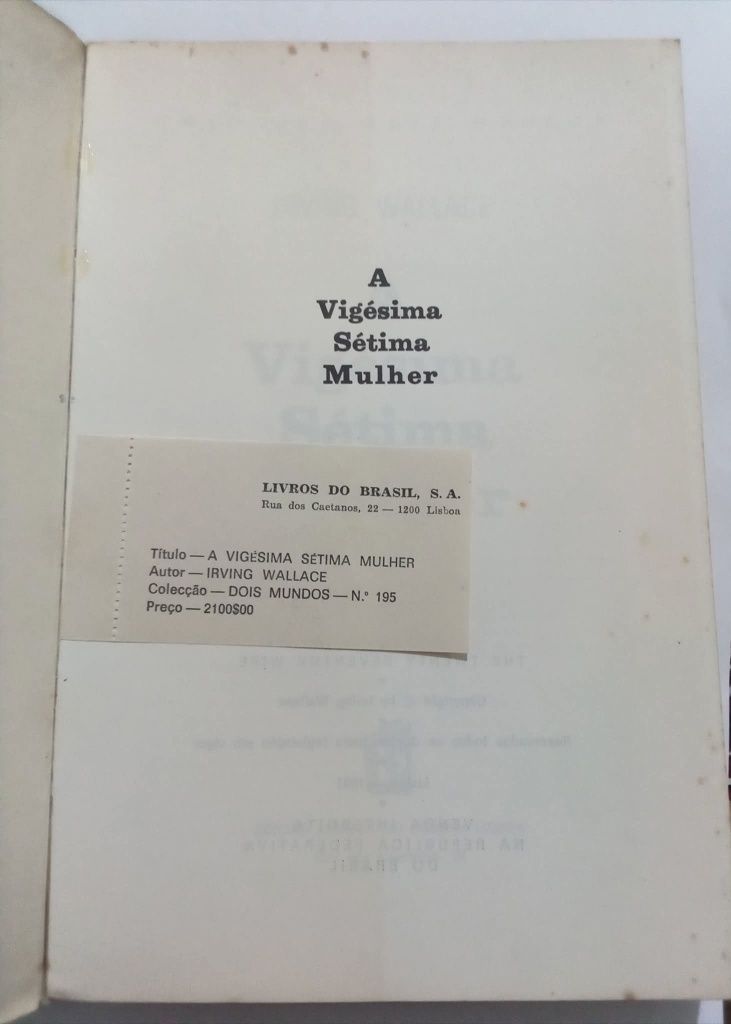 A
Vigésima
Sétima
Mulher
LIVROS DO BRASIL, S. A.
Rua dos Caetanos, 22 — 1200 Lisboa
Título — A VIGÉSIMA SÉTIMA MULHER
Autor — IRVING WALLACE
Colecção — DOIS MUNDOS — N.º 195
Preço — 2100$00